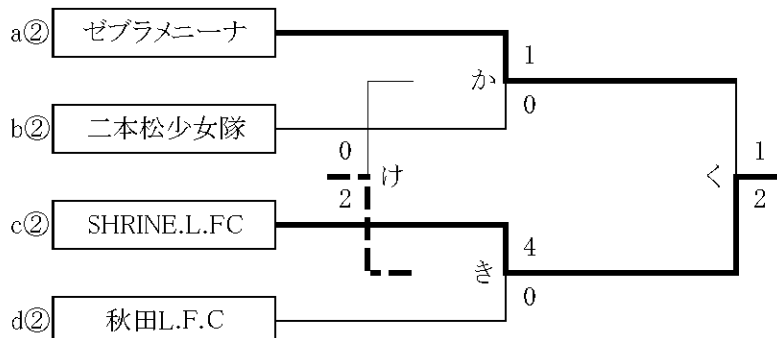 a② ゼブラメニーナ
1
か
0
b② 二本松少女隊
0
1
け
く
2
2
c② SHRINE.L.FC
4
き
0
d② 秋田L.F.C